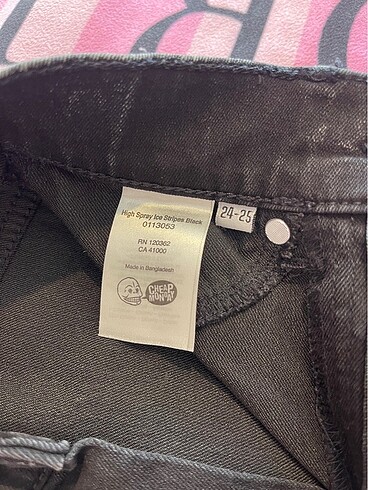 High Spray Ice Stripes Black
0113053
RN 120362
CA 41000
Made in Bangladesh
CHEAP
MONDAY
24-25